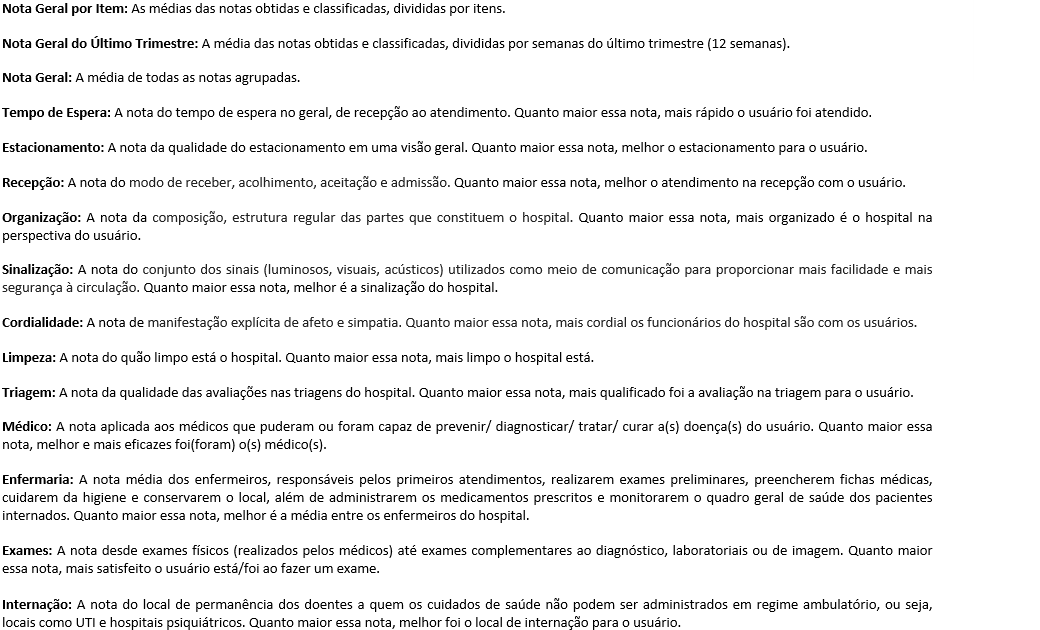 Nota Geral por Item: As médias das notas obtidas e classificadas, divididas por itens.
Nota Geral do Último Trimestre: A média das notas obtidas e classificadas, divididas por semanas do último trimestre (12 semanas).
Nota Geral: A média de todas as notas agrupadas.
Tempo de Espera: A nota do tempo de espera no geral, de recepção ao atendimento. Quanto maior essa nota, mais rápido o usuário foi atendido.
Estacionamento: A nota da qualidade do estacionamento em uma visão geral. Quanto maior essa nota, melhor o estacionamento para o usuário.
Recepção: A nota do modo de receber, acolhimento, aceitação e admissão. Quanto maior essa nota, melhor o atendimento na recepção com o usuário.
Organização: A nota da composição, estrutura regular das partes que constituem o hospital. Quanto maior essa nota, mais organizado é o hospital na
perspectiva do usuário.
Sinalização: A nota do conjunto dos sinais (luminosos, visuais, acústicos) utilizados como meio de comunicação para proporcionar mais facilidade e mais
segurança à circulação. Quanto maior essa nota, melhor é a sinalização do hospital.
Cordialidade: A nota de manifestação explícita de afeto e simpatia. Quanto maior essa nota, mais cordial os funcionários do hospital são com os usuários.
Limpeza: A nota do quão limpo está o hospital. Quanto maior essa nota, mais limpo o hospital está.
Triagem: A nota da qualidade das avaliações nas triagens do hospital. Quanto maior essa nota, mais qualificado foi a avaliação na triagem para o usuário.
Médico: A nota aplicada aos médicos que puderam ou foram capaz de prevenir/ diagnosticar/ tratar/ curar a(s) doença(s) do usuário. Quanto maior essa
nota, melhor e mais eficazes foi(foram) o(s) médico(s).
Enfermaria: A nota média dos enfermeiros, responsáveis pelos primeiros atendimentos, realizarem exames preliminares, preencherem fichas médicas,
cuidarem da higiene e conservarem o local, além de administrarem os medicamentos prescritos e monitorarem o quadro geral de saúde dos pacientes
internados. Quanto maior essa nota, melhor é a média entre os enfermeiros do hospital.
Exames: A nota desde exames físicos (realizados pelos médicos) até exames complementares ao diagnóstico, laboratoriais ou de imagem. Quanto maior
essa nota, mais satisfeito o usuário está/foi ao fazer um exame.
Internação: A nota do local de permanência dos doentes a quem os cuidados de saúde não podem ser administrados em regime ambulatório, ou seja,
locais como UTI e hospitais psiquiátricos. Quanto maior essa nota, melhor foi o local de internação para o usuário.